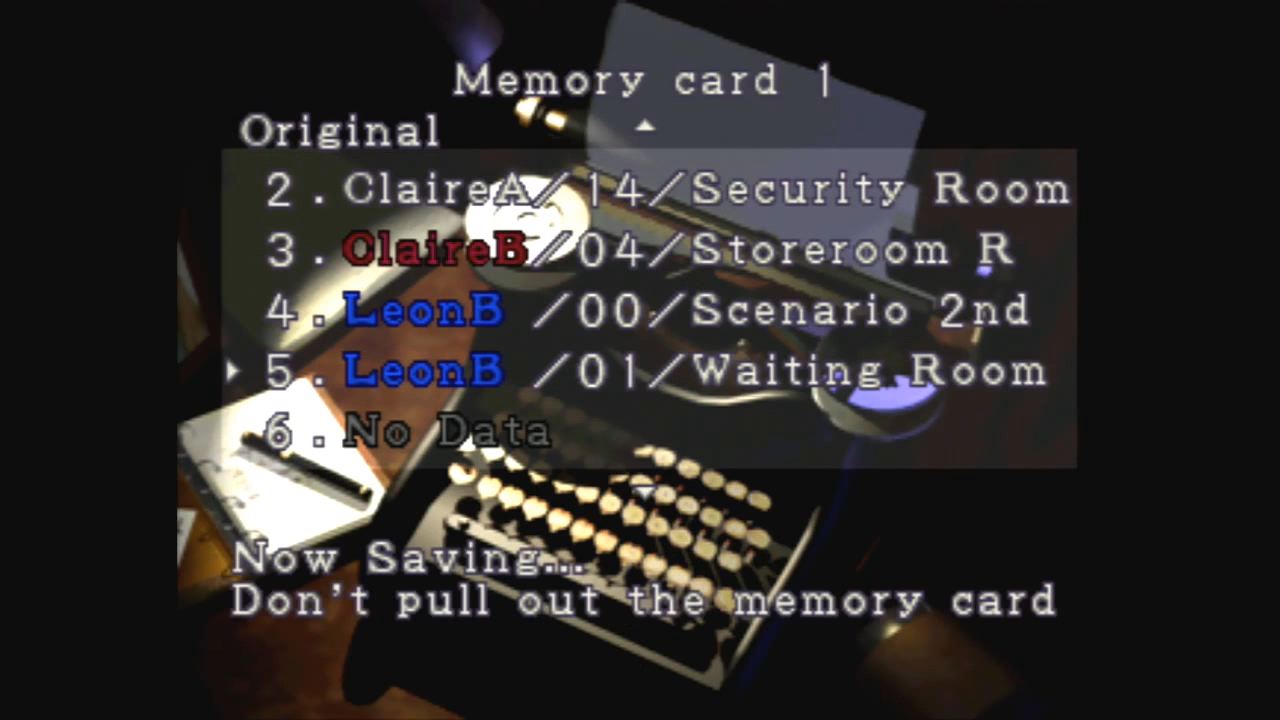 Memory card 1
Original
2. ClaireA/14/Security Room
3. ClaireB/04/Storeroom R
4. LeonB /00/Scenario 2nd
5. LeonB /01/Waiting Room
6. No Data
Now Saving...
Don't pull out the memory card